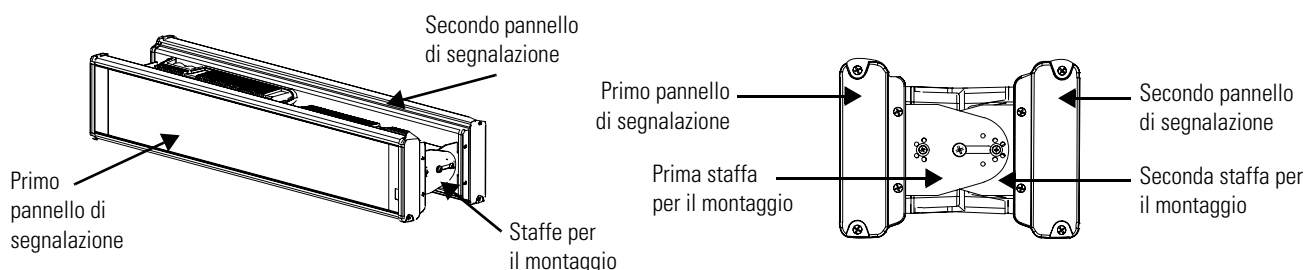 Secondo pannello
di segnalazione
Primo
pannello di
segnalazione
Staffe per
il montaggio
Primo pannello
di segnalazione
Prima staffa
per il montaggio
Secondo pannello
di segnalazione
Seconda staffa per
il montaggio